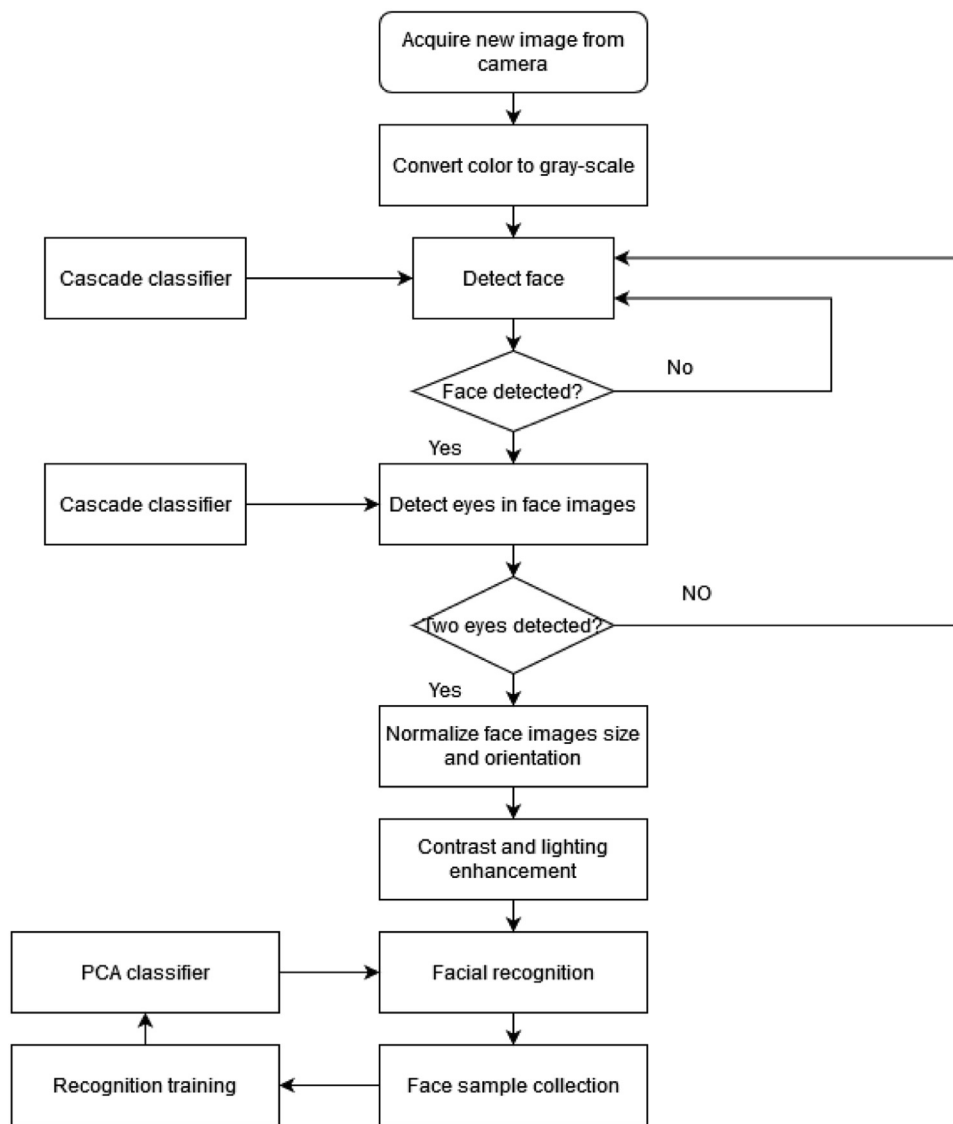 Acquire new image from
camera
Convert color to gray-scale
Cascade classifier
Detect face
Face detected?
No
Yes
Cascade classifier
Detect eyes in face images
Two eyes detected?
NO
Yes
Normalize face images size
and orientation
Contrast and lighting
enhancement
PCA classifier
Facial recognition
Recognition training
Face sample collection